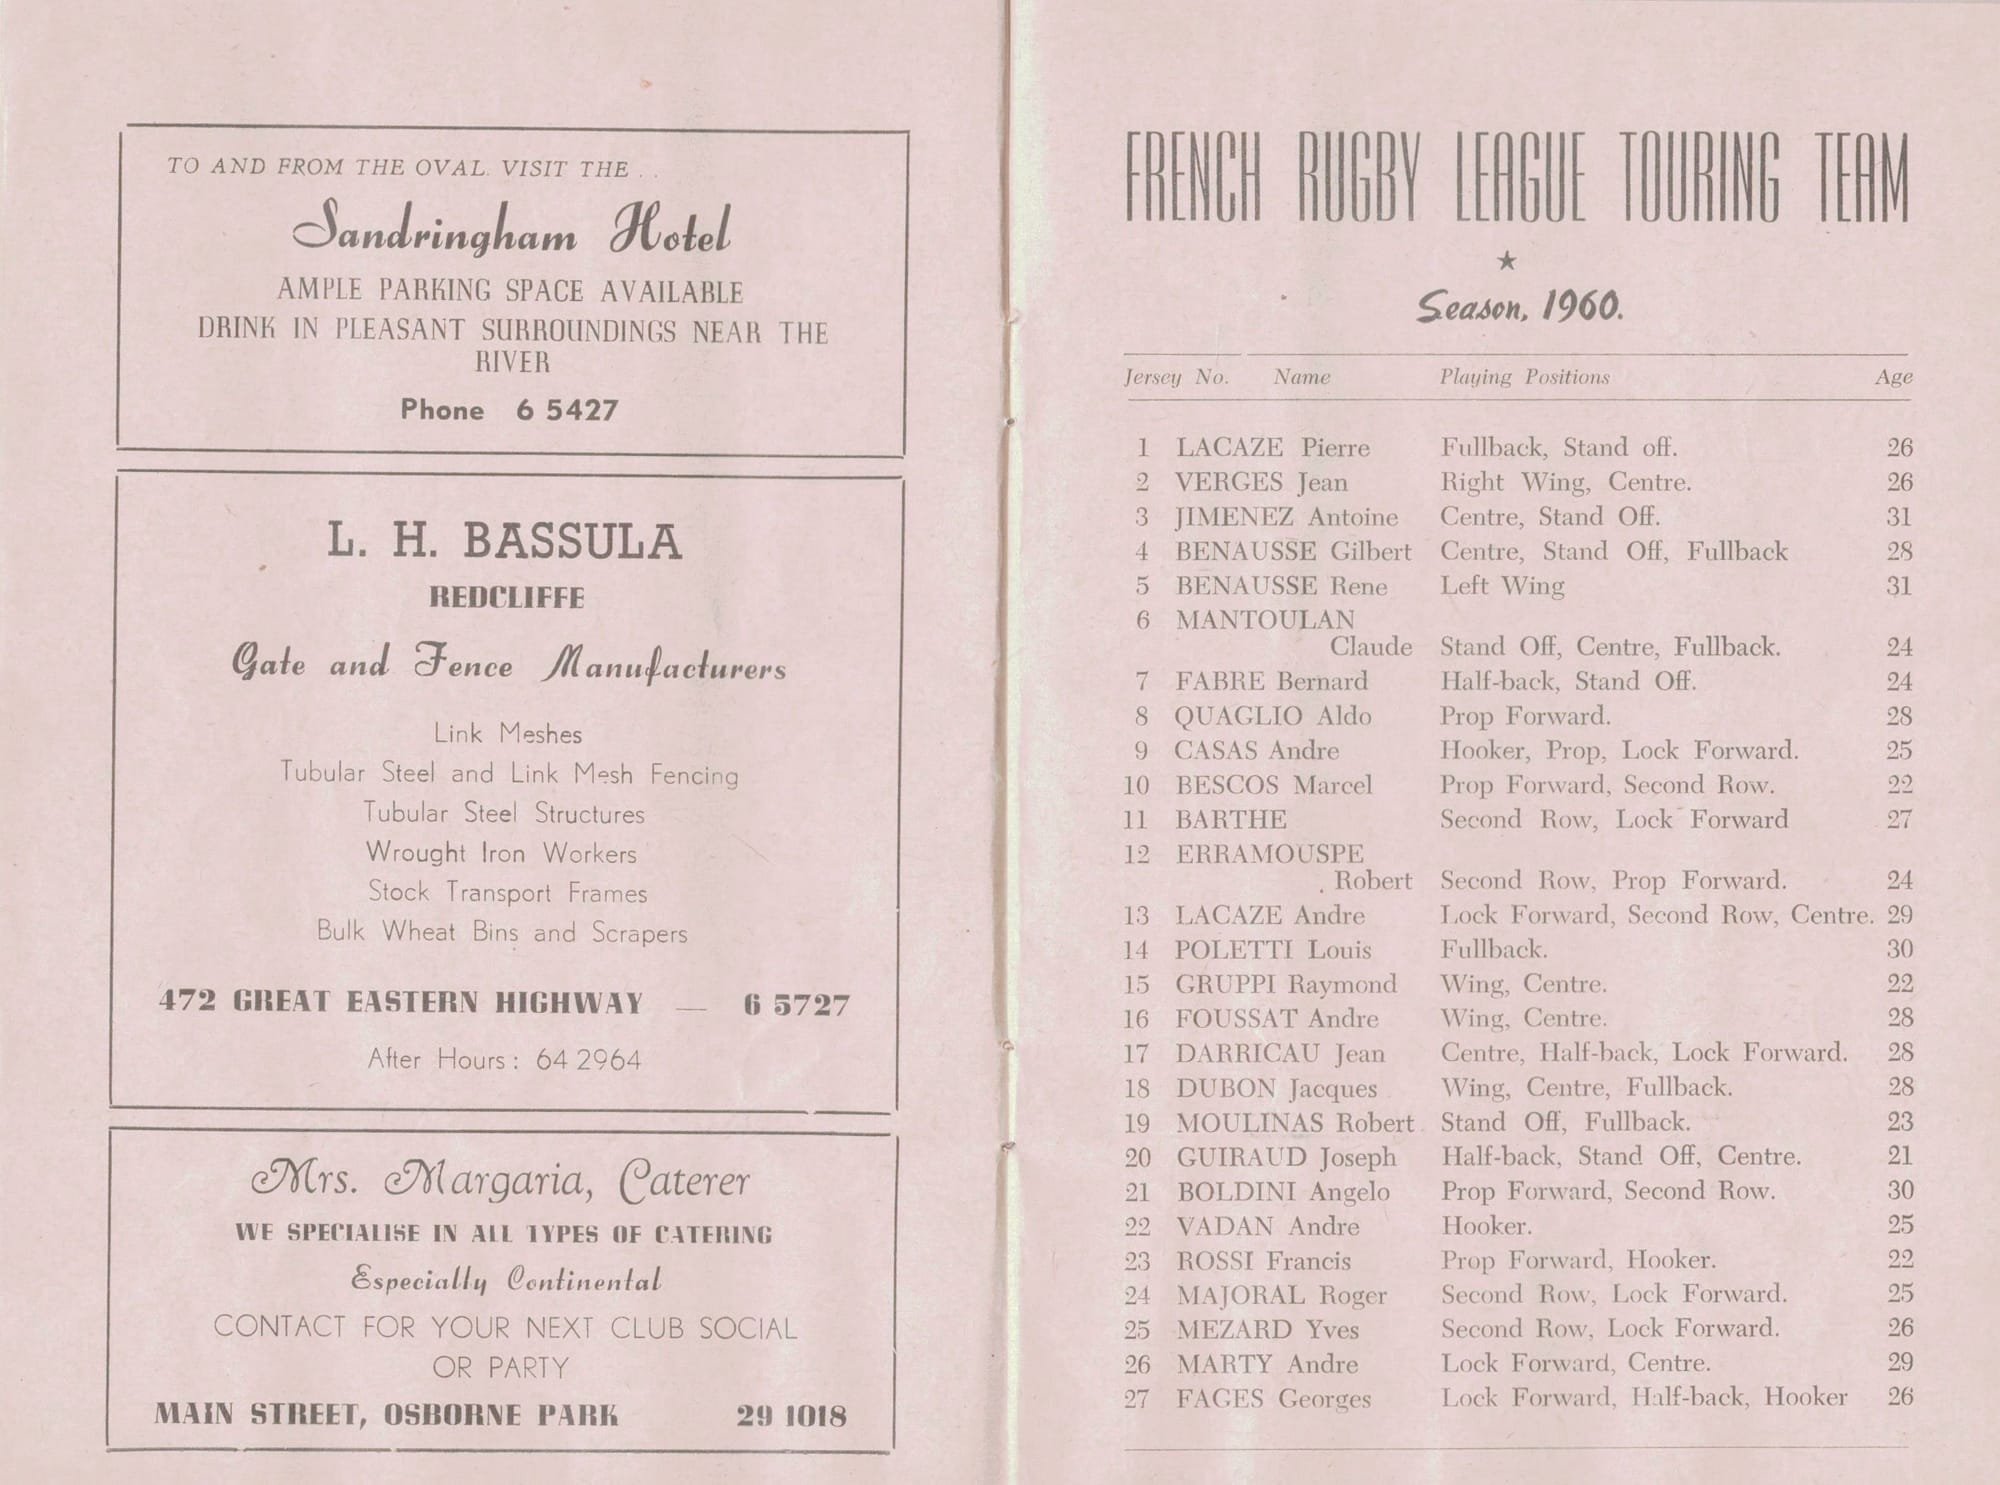 TO AND FROM THE OVAL. VISIT THE . .
Sandringham Hotel
AMPLE PARKING SPACE AVAILABLE
DRINK IN PLEASANT SURROUNDINGS NEAR THE
RIVER
Phone 6 5427
L. H. BASSULA
REDCLIFFE
Gate and Fence Manufacturers
Link Meshes
Tubular Steel and Link Mesh Fencing
Tubular Steel Structures
Wrought Iron Workers
Stock Transport Frames
Bulk Wheat Bins and Scrapers
472 GREAT EASTERN HIGHWAY — 6 5727
After Hours: 64 2964
Mrs. Margaria, Caterer
WE SPECIALISE IN ALL TYPES OF CATERING
Especially Continental
CONTACT FOR YOUR NEXT CLUB SOCIAL
OR PARTY
MAIN STREET, OSBORNE PARK 29 1018
FRENCH RUGBY LEAGUE TOURING TEAM
★
Season, 1960.
Jersey No. Name Playing Positions Age
1 LACAZE Pierre Fullback, Stand off. 26
2 VERGES Jean Right Wing, Centre. 26
3 JIMENEZ Antoine Centre, Stand Off. 31
4 BENAUSSE Gilbert Centre, Stand Off, Fullback 28
5 BENAUSSE Rene Left Wing 31
6 MANTOULAN
Claude Stand Off, Centre, Fullback. 24
7 FABRE Bernard Half-back, Stand Off. 24
8 QUAGLIO Aldo Prop Forward. 28
9 CASAS Andre Hooker, Prop, Lock Forward. 25
10 BESCOS Marcel Prop Forward, Second Row. 22
11 BARTHE Second Row, Lock Forward 27
12 ERRAMOUSPE
Robert Second Row, Prop Forward. 24
13 LACAZE Andre Lock Forward, Second Row, Centre. 29
14 POLETTI Louis Fullback. 30
15 GRUPPI Raymond Wing, Centre. 22
16 FOUSSAT Andre Wing, Centre. 28
17 DARRICAU Jean Centre, Half-back, Lock Forward. 28
18 DUBON Jacques Wing, Centre, Fullback. 28
19 MOULINAS Robert Stand Off, Fullback. 23
20 GUIRAUD Joseph Half-back, Stand Off, Centre. 21
21 BOLDINI Angelo Prop Forward, Second Row. 30
22 VADAN Andre Hooker. 25
23 ROSSI Francis Prop Forward, Hooker. 22
24 MAJORAL Roger Second Row, Lock Forward. 25
25 MEZARD Yves Second Row, Lock Forward. 26
26 MARTY Andre Lock Forward, Centre. 29
27 FAGES Georges Lock Forward, Half-back, Hooker 26